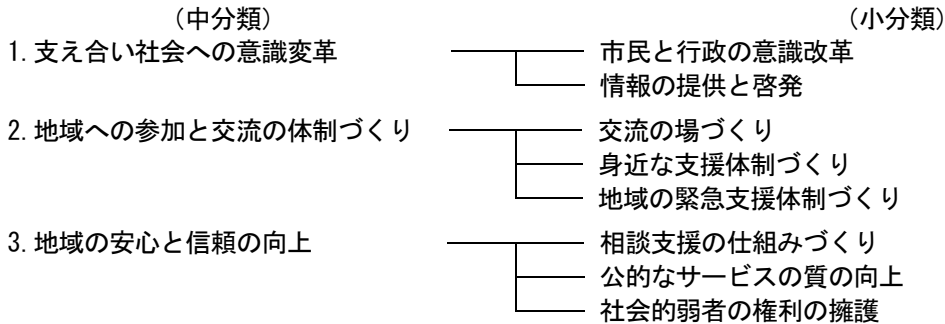 （中分類） （小分類）
1.支え合い社会への意識変革 市民と行政の意識改革
情報の提供と啓発
2.地域への参加と交流の体制づくり 交流の場づくり
身近な支援体制づくり
地域の緊急支援体制づくり
3.地域の安心と信頼の向上 相談支援の仕組みづくり
公的なサービスの質の向上
社会的弱者の権利の擁護